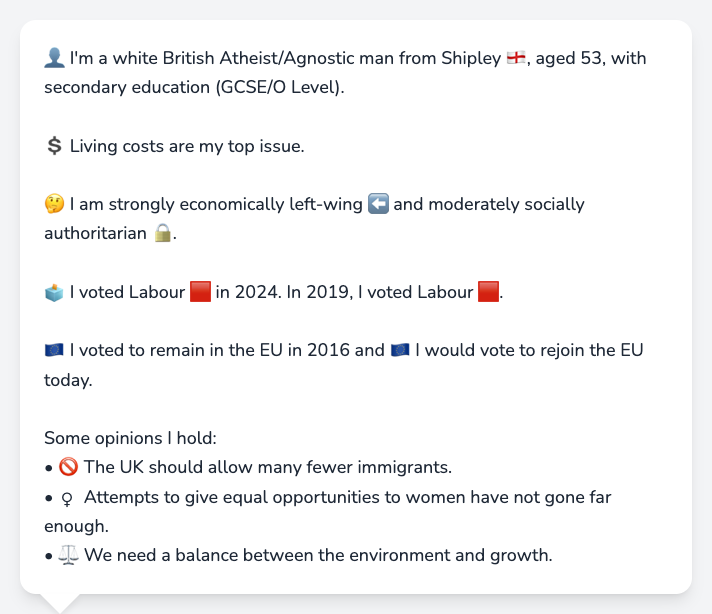 👤 I'm a white British Atheist/Agnostic man from Shipley 🏴󠁧󠁢󠁥󠁮󠁧󠁿, aged 53, with
secondary education (GCSE/O Level).
💲 Living costs are my top issue.
🤔 I am strongly economically left-wing ⬅️ and moderately socially
authoritarian 🔒.
🗳️ I voted Labour 🟥 in 2024. In 2019, I voted Labour 🟥.
🇪🇺 I voted to remain in the EU in 2016 and 🇪🇺 I would vote to rejoin the EU
today.
Some opinions I hold:
• 🚫 The UK should allow many fewer immigrants.
• ♀ Attempts to give equal opportunities to women have not gone far
enough.
• ⚖️ We need a balance between the environment and growth.